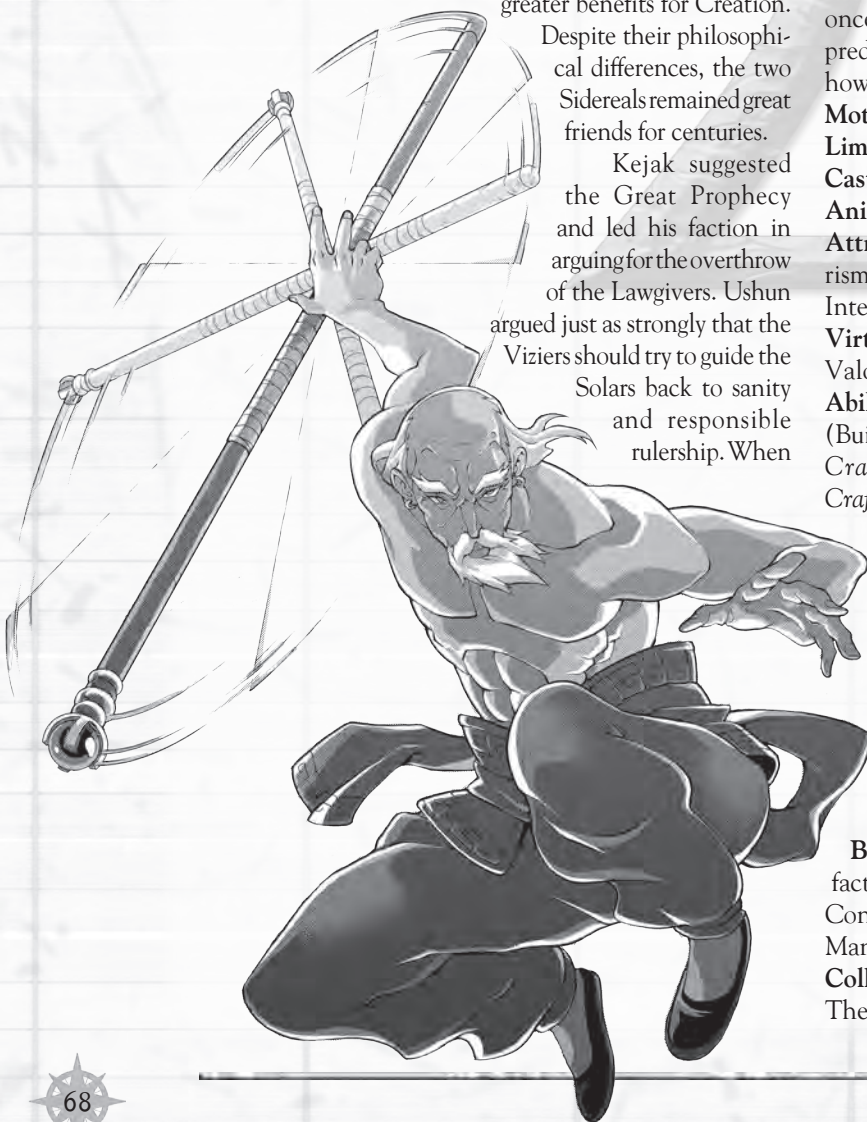 greater benefits for Creation.
Despite their philosophi-
cal differences, the two
Sidereals remained great
friends for centuries.
Kejak suggested
the Great Prophecy
and led his faction in
arguing for the overthrow
of the Lawgivers. Ushun
argued just as strongly that the
Viziers should try to guide the
Solars back to sanity
and responsible
rulership. When
once
pred
how
Mot
Lim
Cast
Ani
Attr
rism
Inte
Virt
Valo
Abil
(Bui
Cra
Craf
B
fact
Con
Man
Coll
The
68